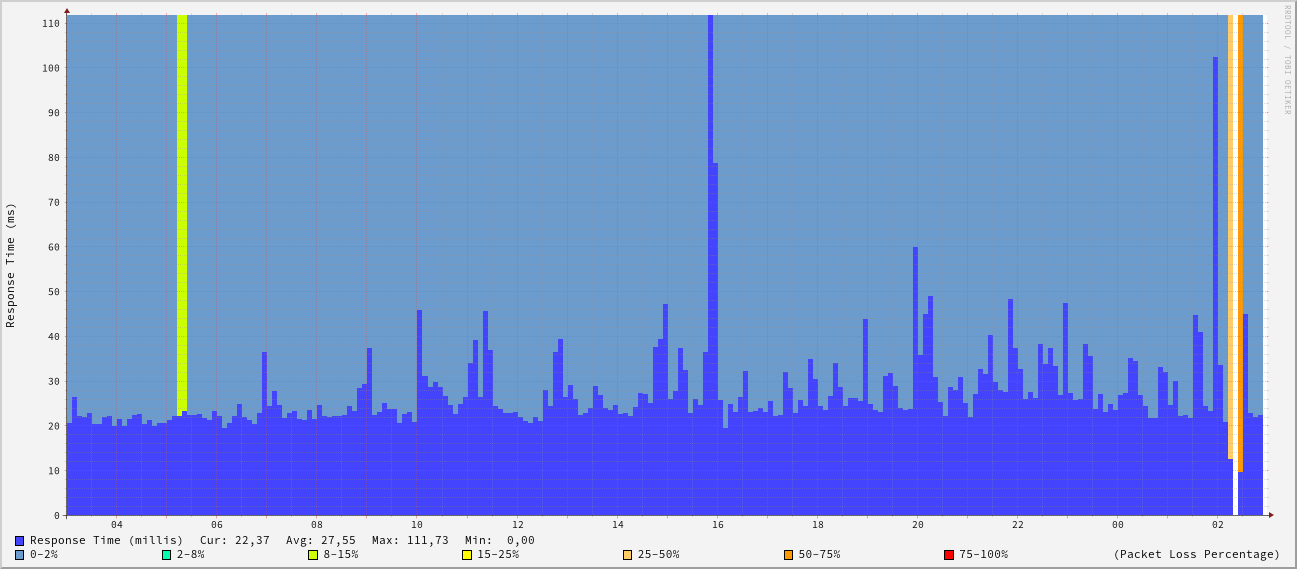 RRDTOOL / TOBI OETIKER
Response Time (ms)
110
100
90
80
70
60
50
40
30
20
10
0
04 06 08 10 12 14 16 18 20 22 00 02
Response Time (millis) Cur: 22,37 Avg: 27,55 Max: 111,73 Min: 0,00
0-2% 2-8% 8-15% 15-25% 25-50% 50-75% 75-100% (Packet Loss Percentage)